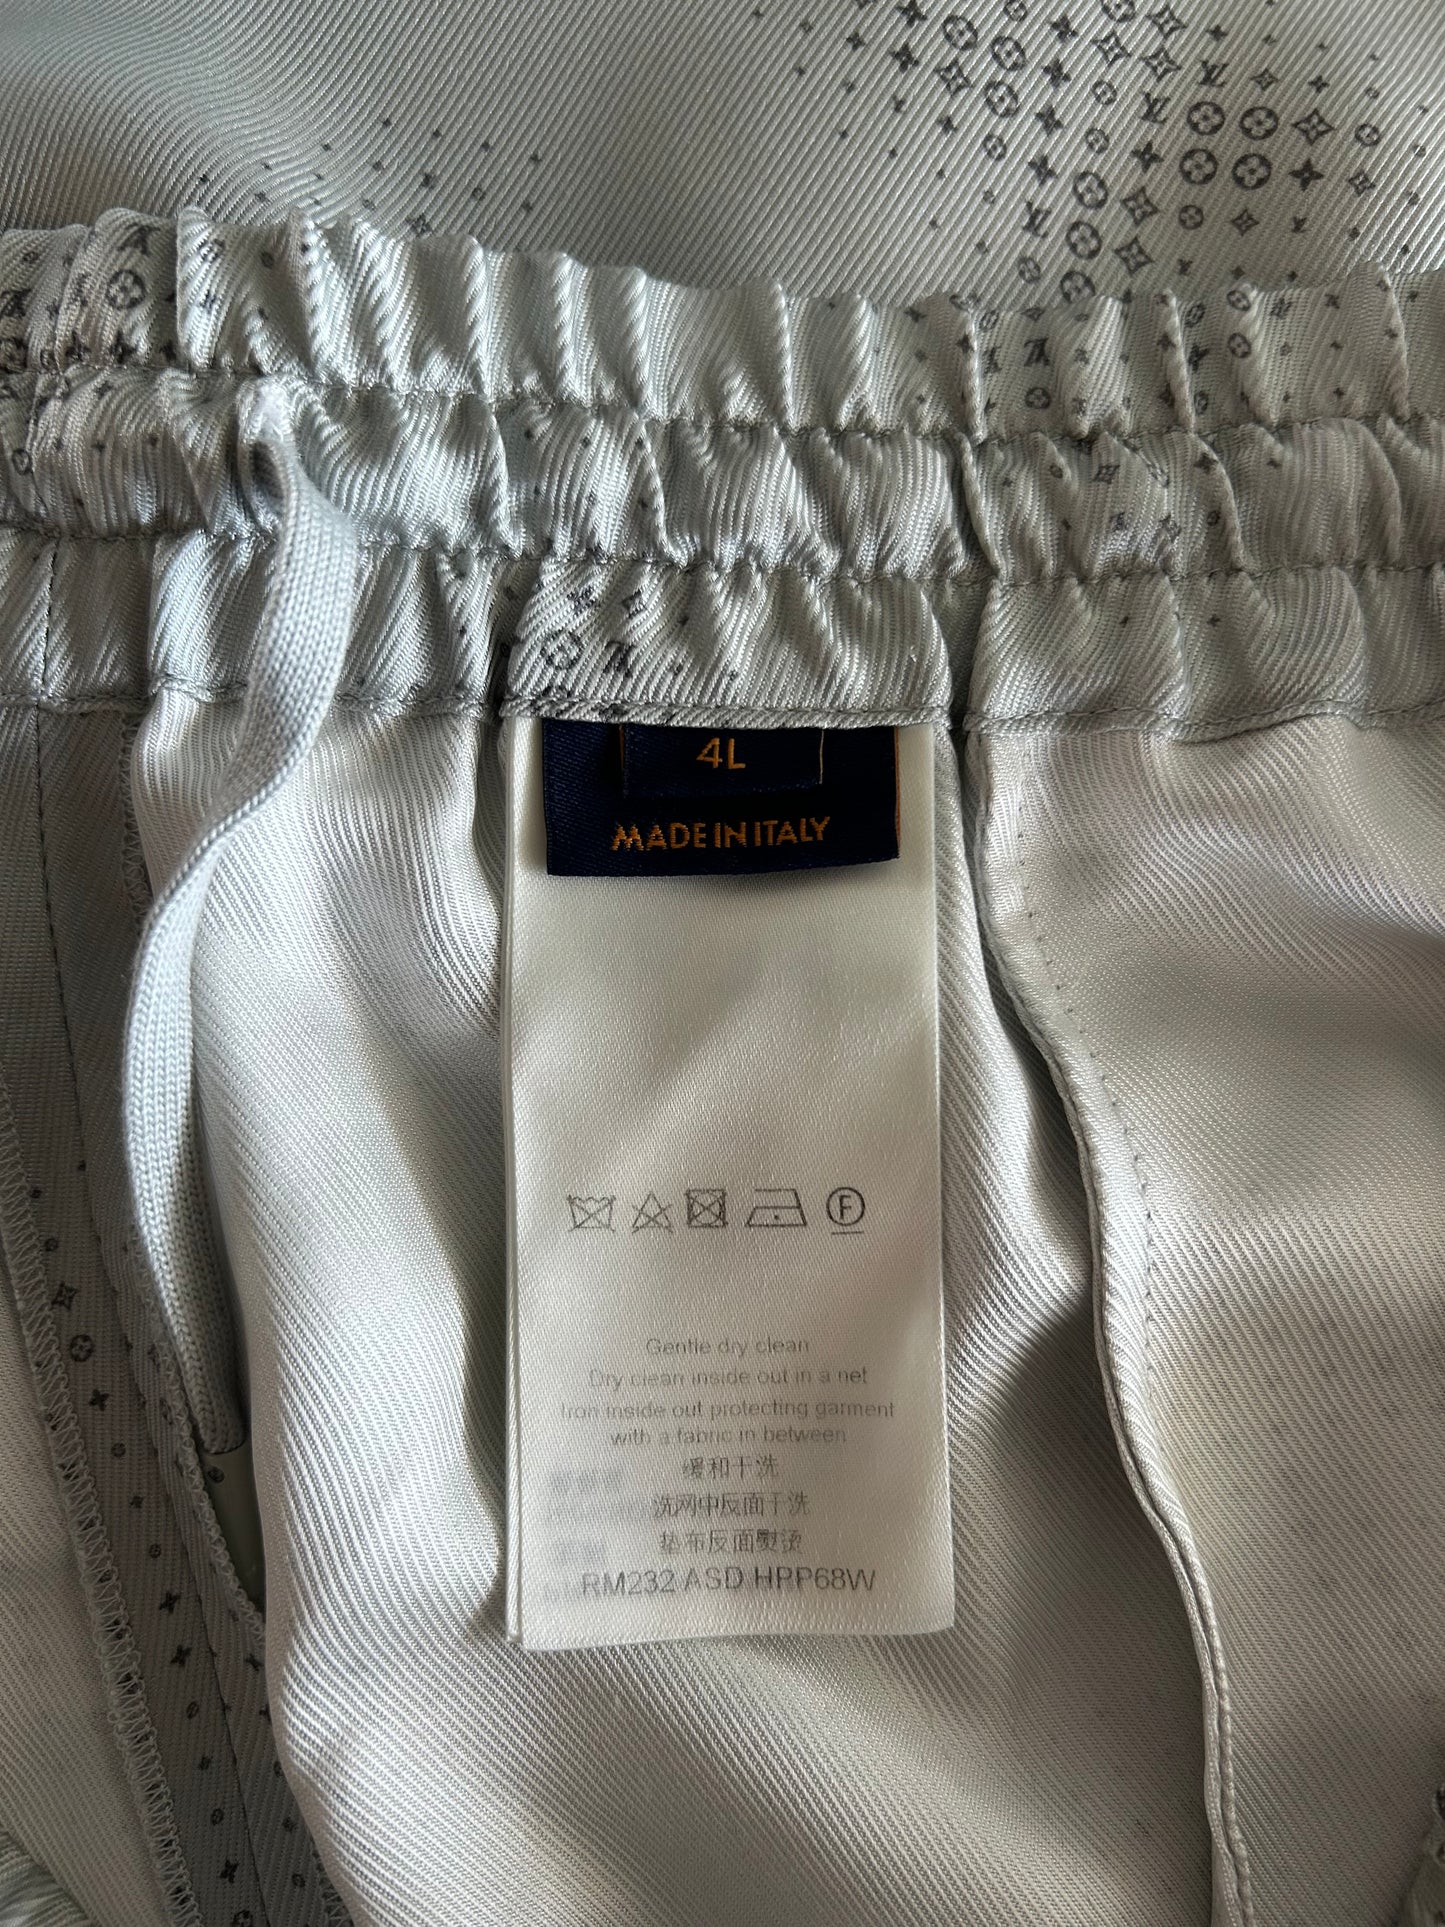 4L
MADE IN ITALY
F
Gentle dry clean
Dry clean inside out in a net
Iron inside out protecting garment
with a fabric in between
缓和干洗
洗网中反面干洗
垫布反面熨烫
RM232 ASD HPP68W